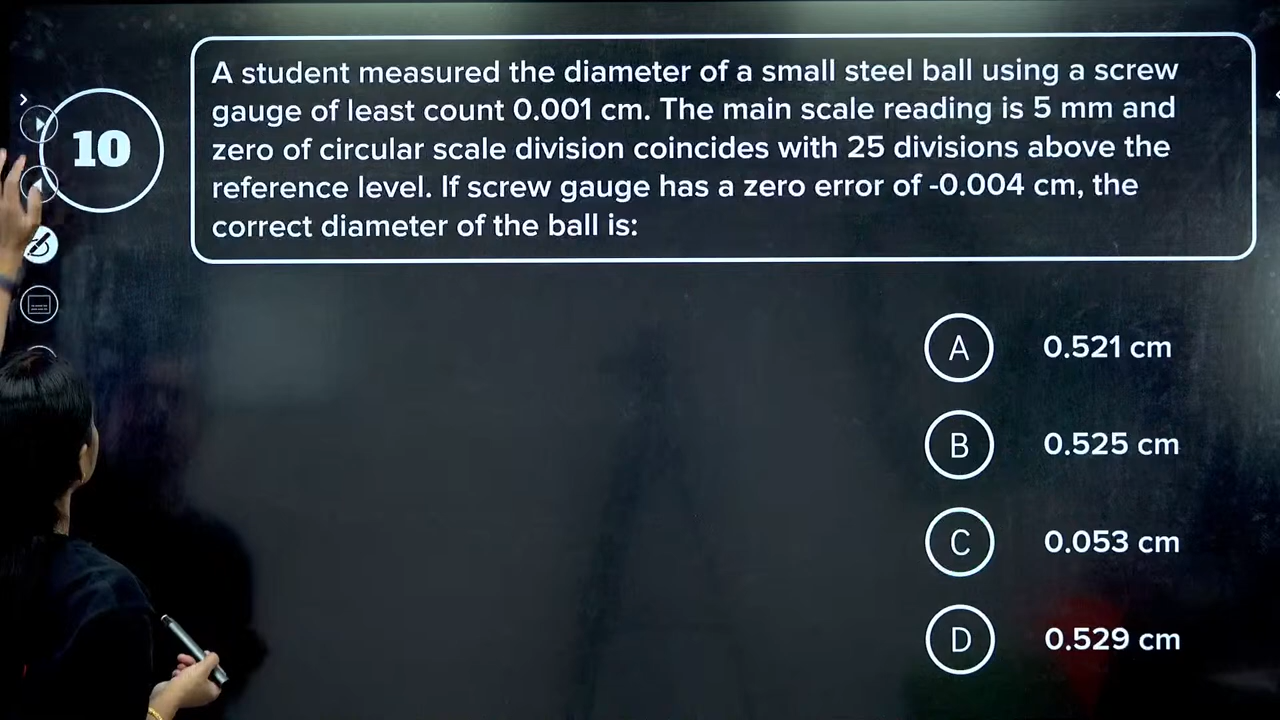 10
A student measured the diameter of a small steel ball using a screw
gauge of least count 0.001 cm. The main scale reading is 5 mm and
zero of circular scale division coincides with 25 divisions above the
reference level. If screw gauge has a zero error of -0.004 cm, the
correct diameter of the ball is:
A 0.521 cm
B 0.525 cm
C 0.053 cm
D 0.529 cm